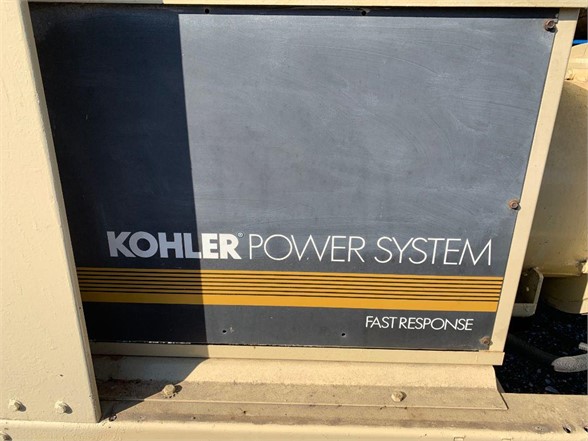 KOHLER® POWER SYSTEM
FAST RESPONSE